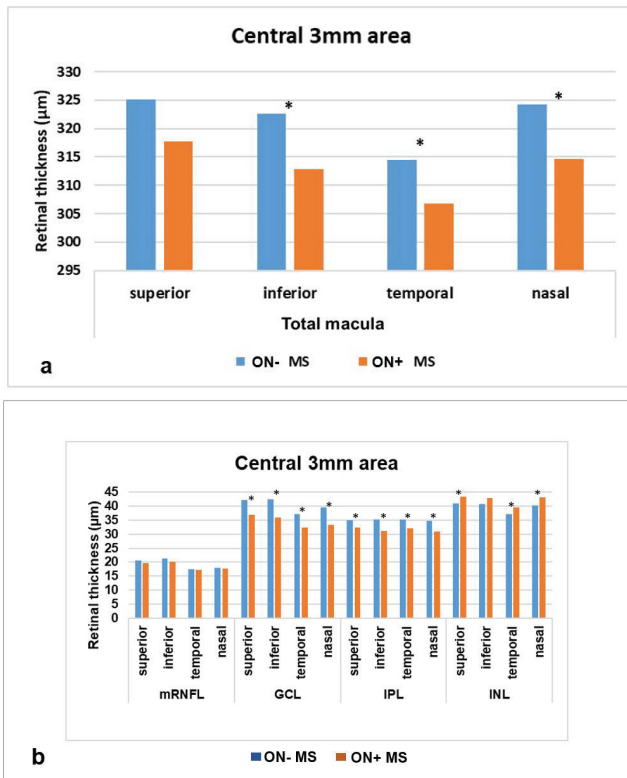 Central 3mm area
Retinal thickness (µm)
330
325
320
315
310
305
300
295
* * *
superior inferior temporal nasal
Total macula
ON- MS ON+ MS
a
Central 3mm area
Retinal thickness (µm)
45
40
35
30
25
20
15
10
5
0
* * * * * * * * * * *
superior inferior temporal nasal superior inferior temporal nasal superior inferior temporal nasal superior inferior temporal nasal
mRNFL GCL IPL INL
ON- MS ON+ MS
b